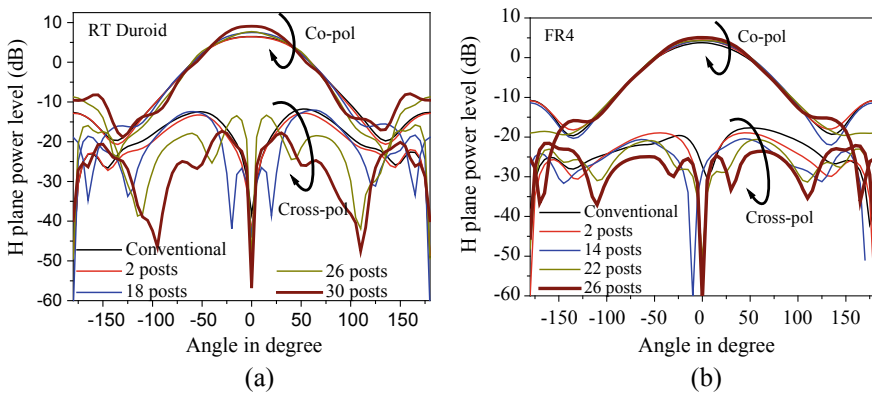 RT Duroid
Co-pol
Cross-pol
Conventional
2 posts
18 posts
26 posts
30 posts
H plane power level (dB)
10
0
-10
-20
-30
-40
-50
-60
-150 -100 -50 0 50 100 150
Angle in degree
(a)
FR4
Co-pol
Cross-pol
Conventional
2 posts
14 posts
22 posts
26 posts
H plane power level (dB)
10
0
-10
-20
-30
-40
-50
-60
-150 -100 -50 0 50 100 150
Angle in degree
(b)